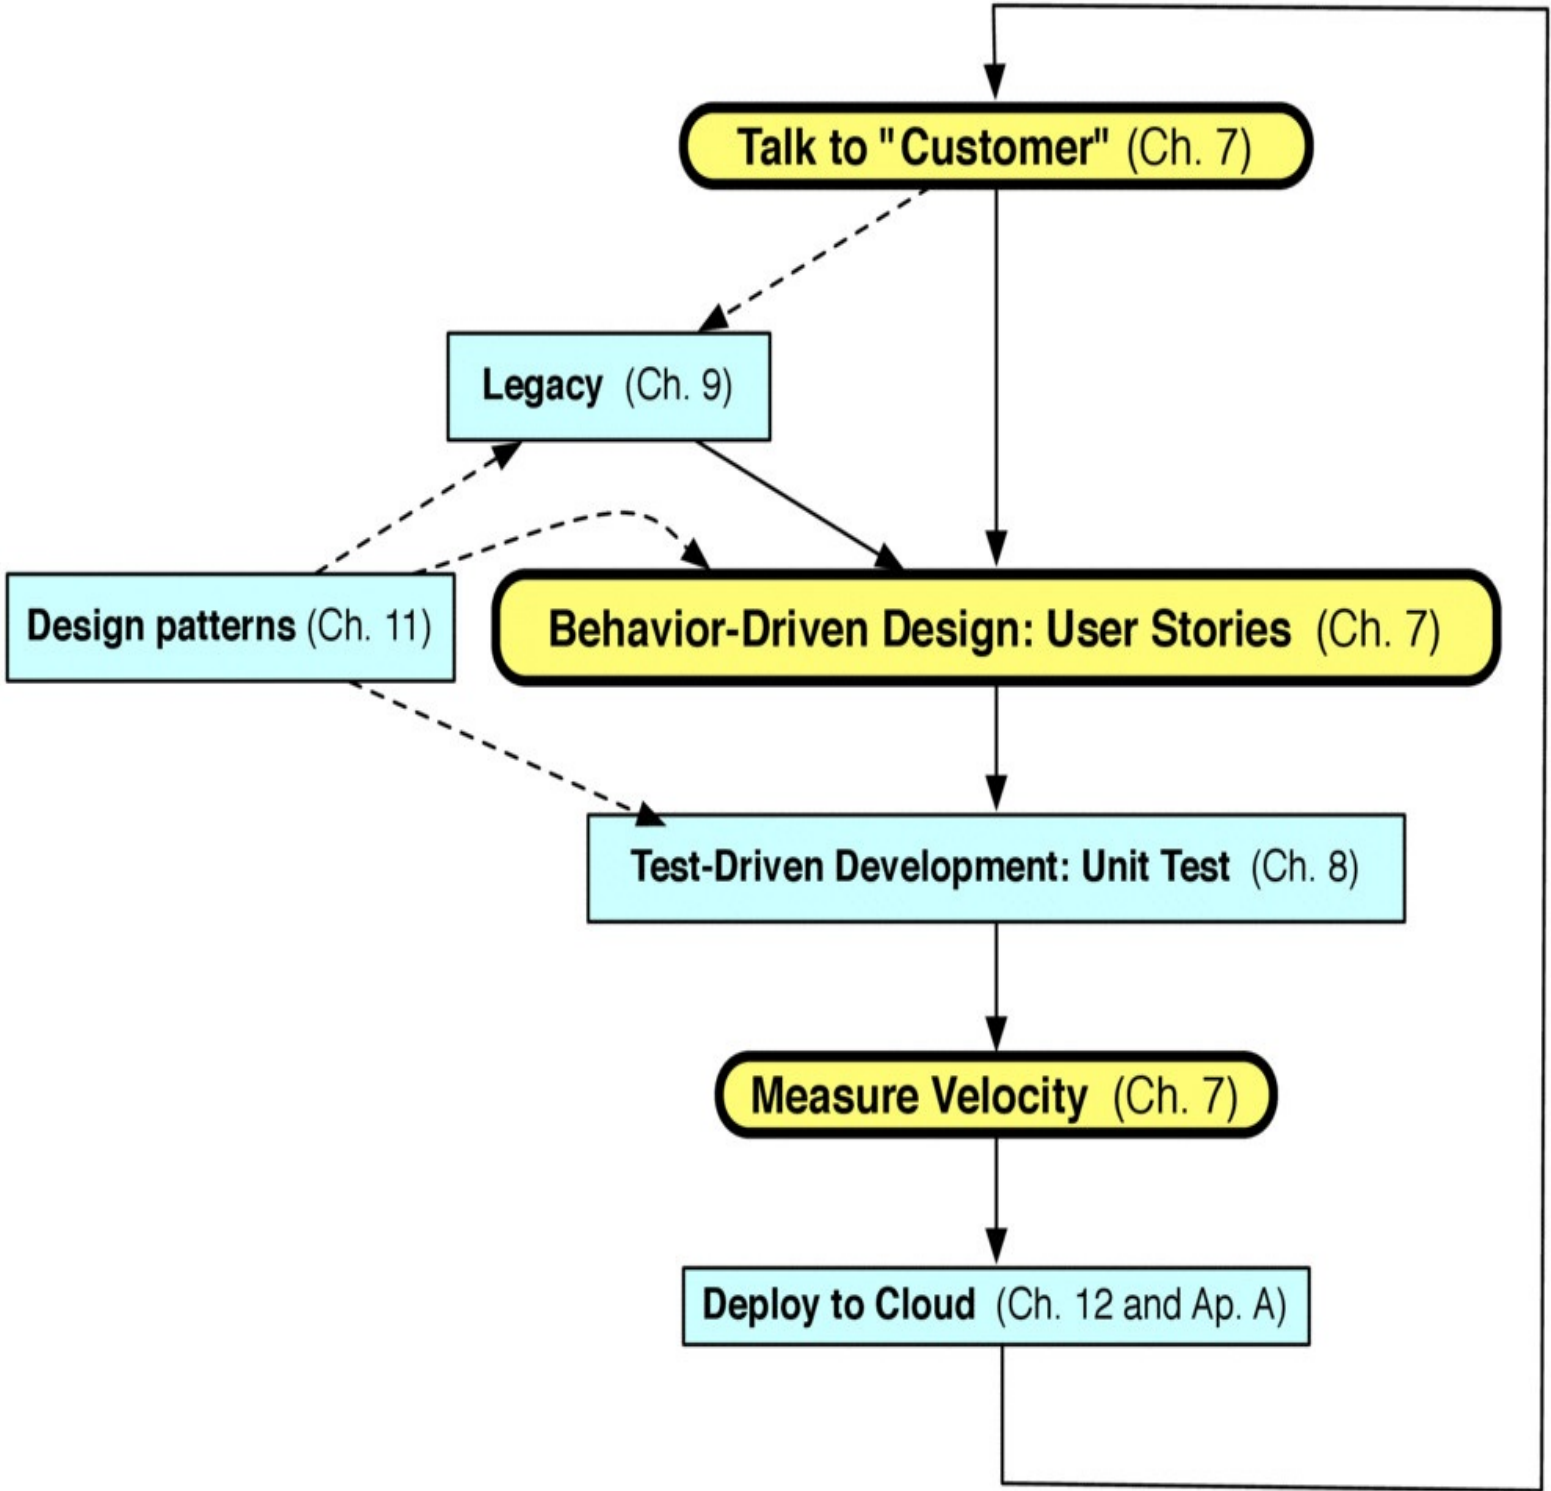 Talk to "Customer" (Ch. 7)
Legacy (Ch. 9)
Design patterns (Ch. 11)
Behavior-Driven Design: User Stories (Ch. 7)
Test-Driven Development: Unit Test (Ch. 8)
Measure Velocity (Ch. 7)
Deploy to Cloud (Ch. 12 and Ap. A)